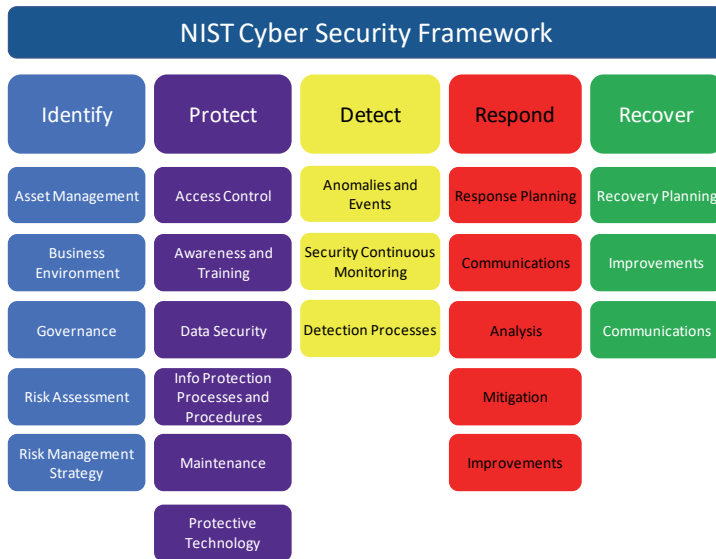 NIST Cyber Security Framework
Identify
Protect
Detect
Respond
Recover
Asset Management
Access Control
Anomalies and
Events
Response Planning
Recovery Planning
Business
Environment
Awareness and
Training
Security Continuous
Monitoring
Communications
Improvements
Governance
Data Security
Detection Processes
Analysis
Communications
Risk Assessment
Info Protection
Processes and
Procedures
Mitigation
Risk Management
Strategy
Maintenance
Improvements
Protective
Technology